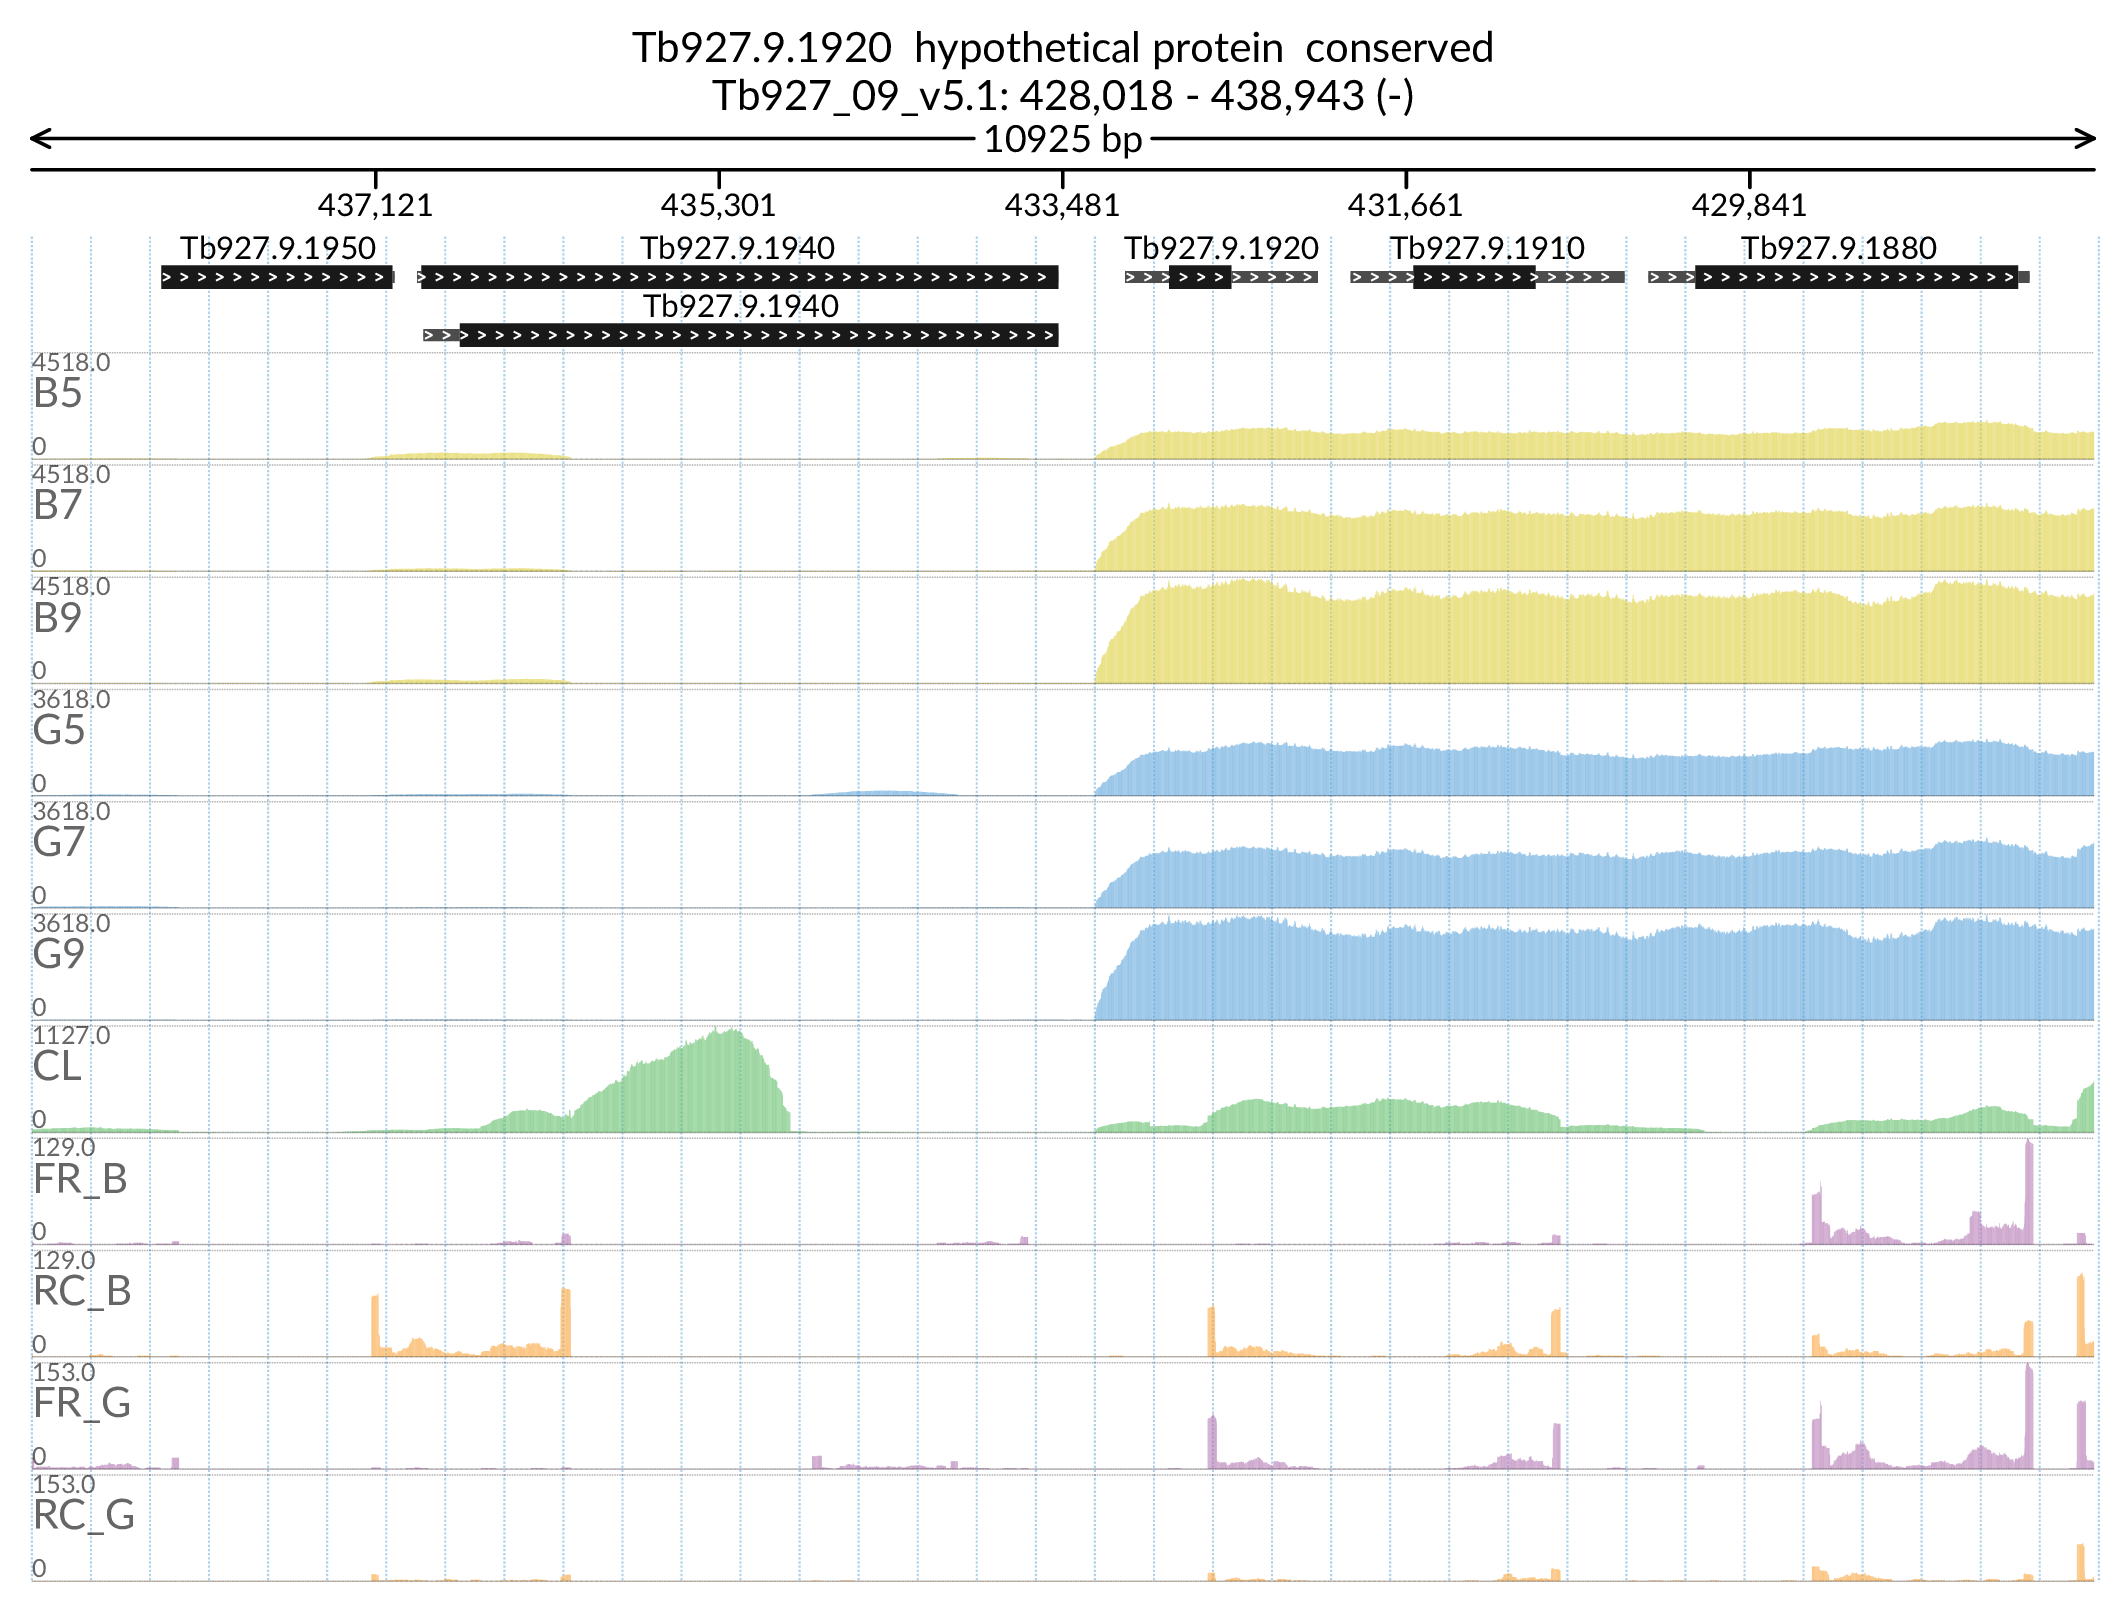 Tb927.9.1920 hypothetical protein conserved
Tb927_09_v5.1: 428,018 - 438,943 (-)
10925 bp
437,121 435,301 433,481 431,661 429,841
Tb927.9.1950 Tb927.9.1940 Tb927.9.1920 Tb927.9.1910 Tb927.9.1880
Tb927.9.1940
4518.0
B5
0
4518.0
B7
0
4518.0
B9
0
3618.0
G5
0
3618.0
G7
0
3618.0
G9
0
1127.0
CL
0
129.0
FR_B
0
129.0
RC_B
0
153.0
FR_G
0
153.0
RC_G
0